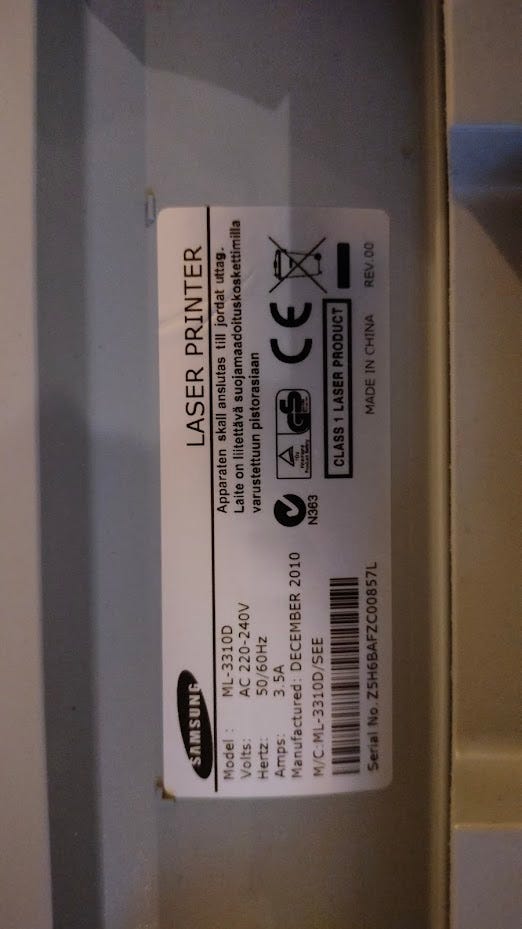 SAMSUNG
LASER PRINTER
Model : ML-3310D
Volts: AC 220-240V
Hertz: 50/60Hz
Amps: 3.5A
Manufactured: DECEMBER 2010
M/C:ML-3310D/SEE
Serial No. Z5H6BAFZC00857L
Apparaten skall anslutas till jordat uttag.
Laite on liitettävä suojamaadoituskoskettimilla
varustettuun pistorasiaan
N363
GS
CE
CLASS 1 LASER PRODUCT
MADE IN CHINA REV.00